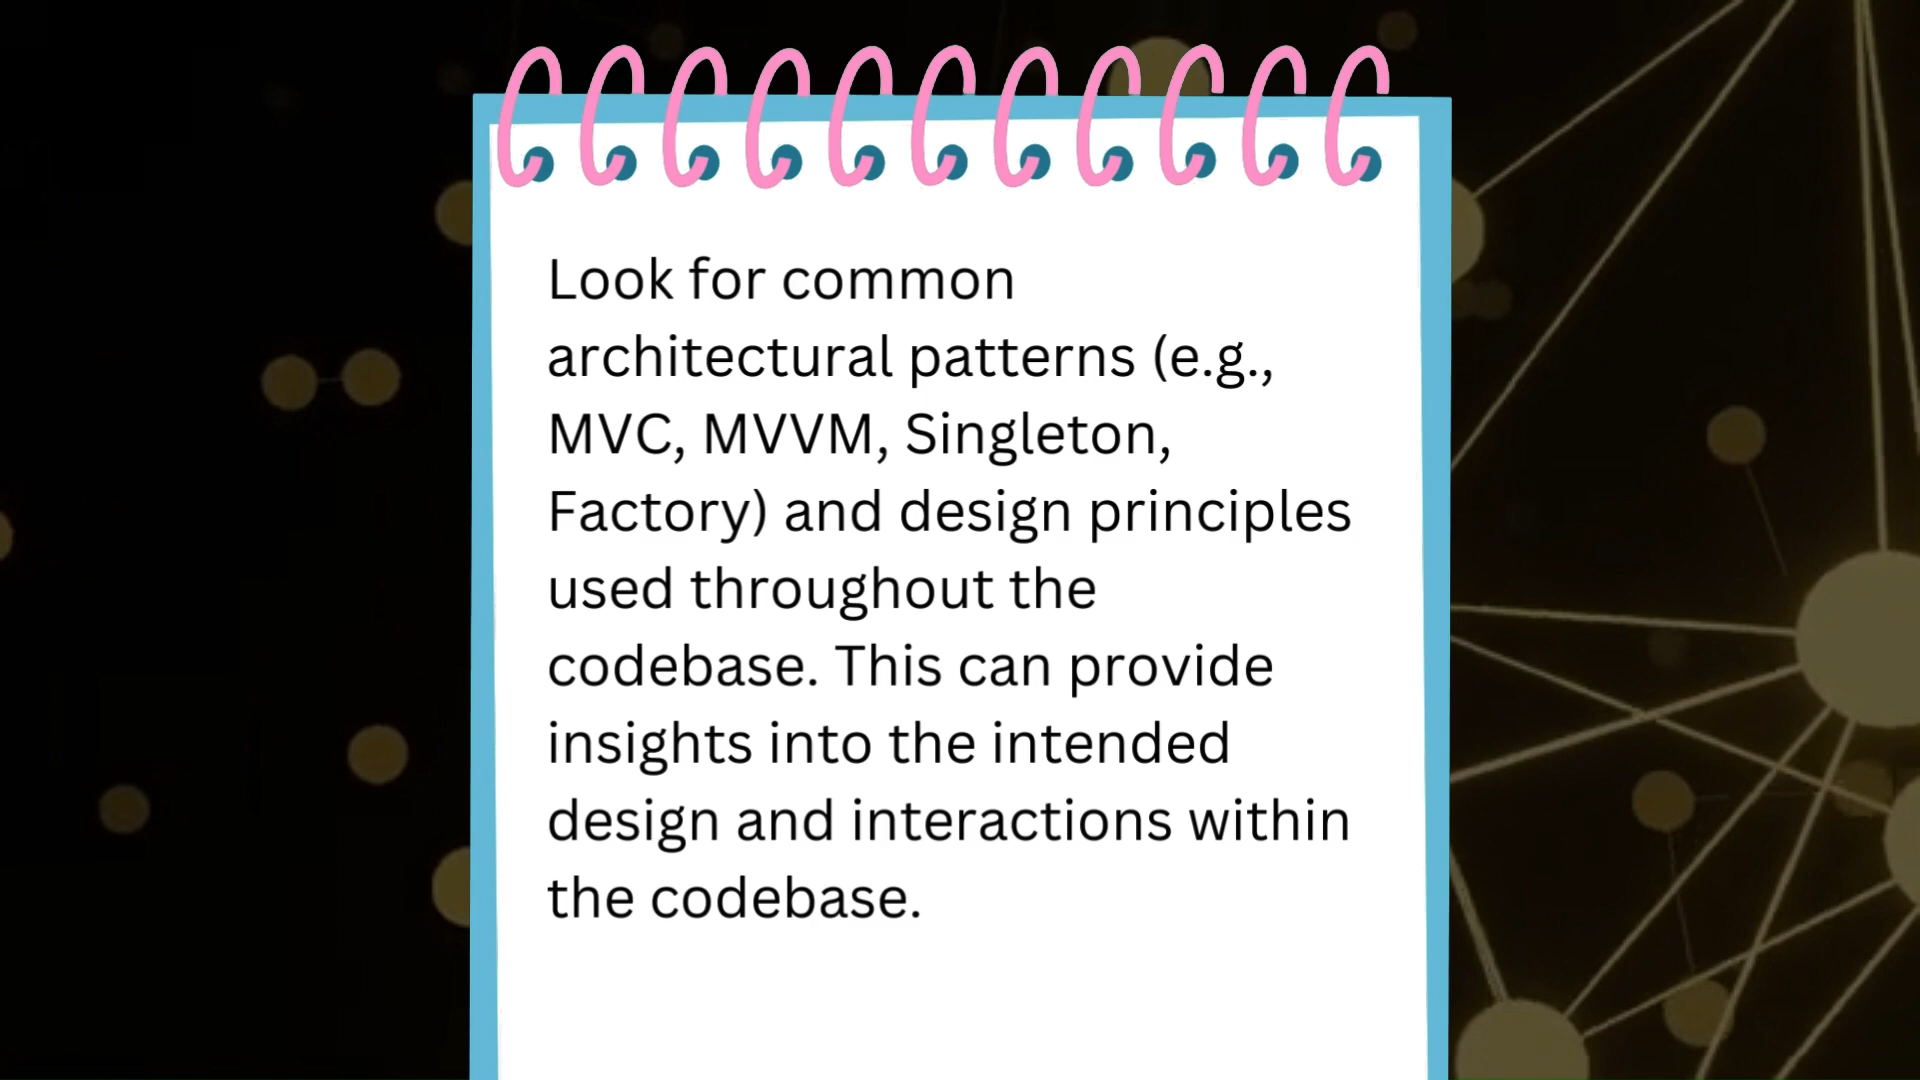 Look for common
architectural patterns (e.g.,
MVC, MVVM, Singleton,
Factory) and design principles
used throughout the
codebase. This can provide
insights into the intended
design and interactions within
the codebase.